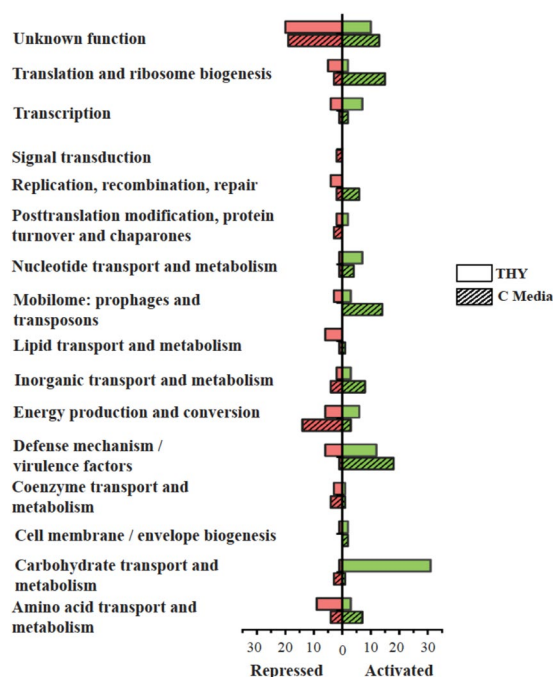 Unknown function
Translation and ribosome biogenesis
Transcription
Signal transduction
Replication, recombination, repair
Posttranslation modification, protein
turnover and chaparones
Nucleotide transport and metabolism
THY
C Media
Mobilome: prophages and
transposons
Lipid transport and metabolism
Inorganic transport and metabolism
Energy production and conversion
Defense mechanism /
virulence factors
Coenzyme transport and
metabolism
Cell membrane / envelope biogenesis
Carbohydrate transport and
metabolism
Amino acid transport and
metabolism
30 20 10 0 10 20 30
Repressed Activated